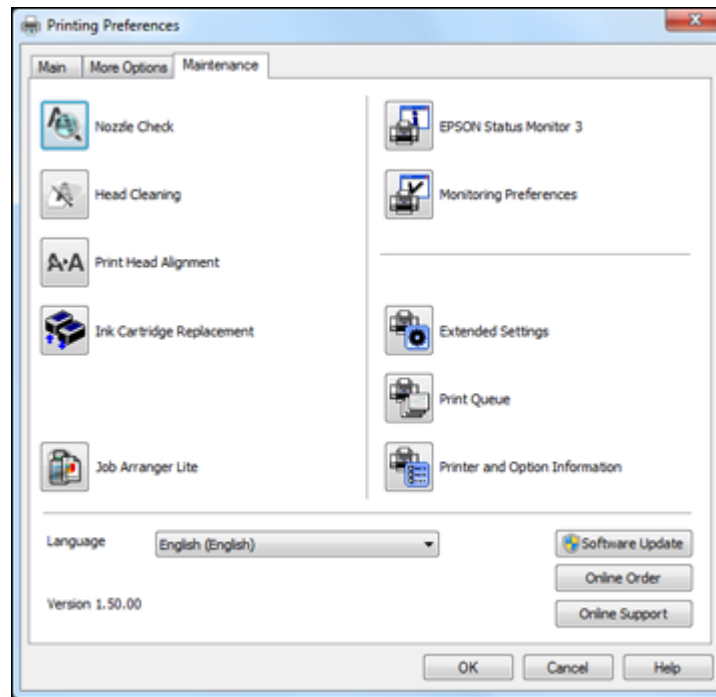 Printing Preferences
Main
More Options
Maintenance
Nozzle Check
EPSON Status Monitor 3
Head Cleaning
Monitoring Preferences
A·A
Print Head Alignment
Ink Cartridge Replacement
Extended Settings
Print Queue
Job Arranger Lite
Printer and Option Information
Language
English (English)
Software Update
Online Order
Version 1.50.00
Online Support
OK
Cancel
Help